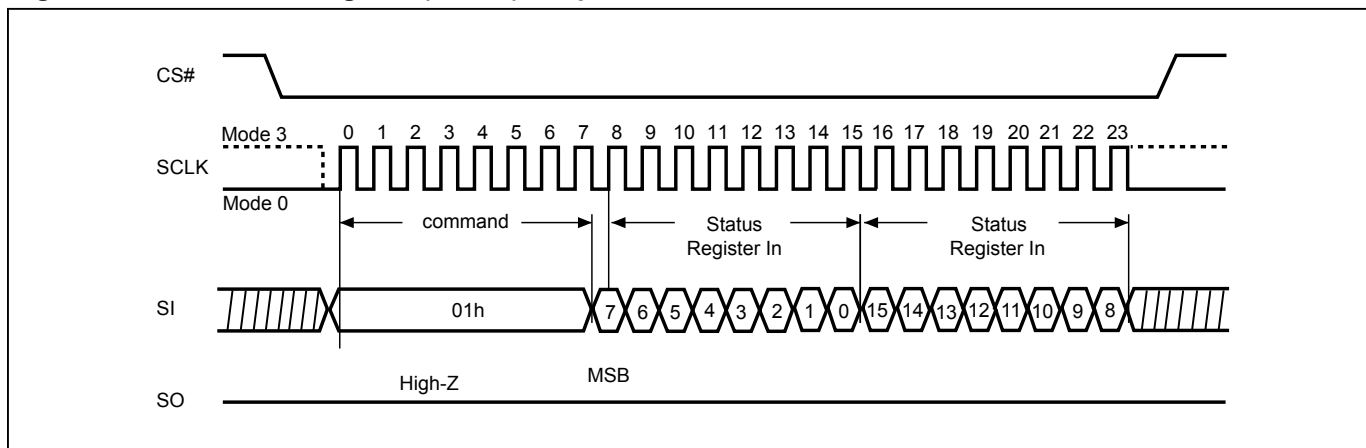 CS#
Mode 3
0 1 2 3 4 5 6 7 8 9 10 11 12 13 14 15 16 17 18 19 20 21 22 23
SCLK
Mode 0
command
Status
Register In
Status
Register In
SI
01h
7 6 5 4 3 2 1 0 15 14 13 12 11 10 9 8
High-Z
MSB
SO